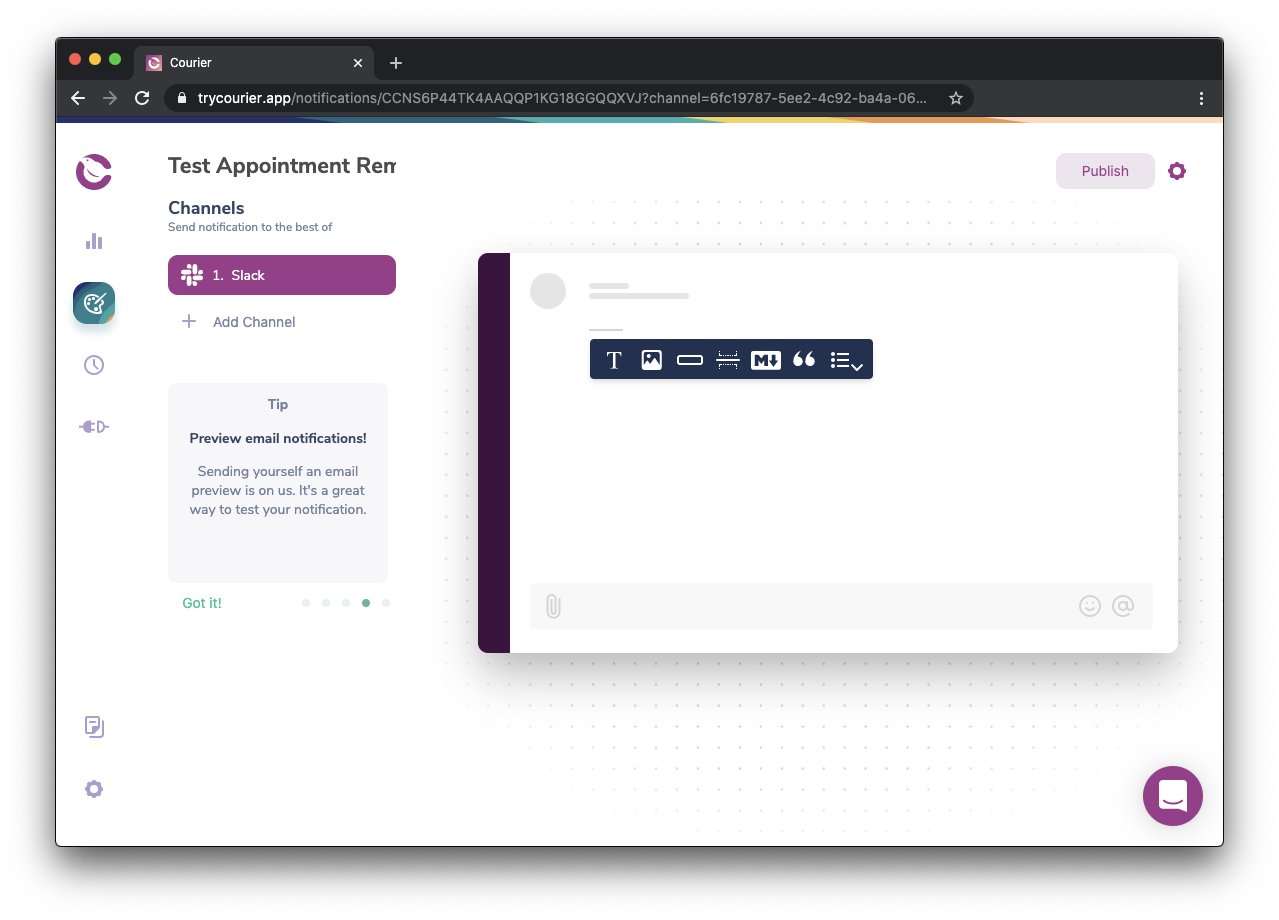 Courier
trycourier.app/notifications/CCNS6P44TK4AAQQP1KG18GGQQXVJ?channel=6fc19787-5ee2-4c92-ba4a-06...
Test Appointment Rem
Publish
Channels
Send notification to the best of
1. Slack
Add Channel
T
M
Tip
Preview email notifications!
Sending yourself an email
preview is on us. It's a great
way to test your notification.
Got it!